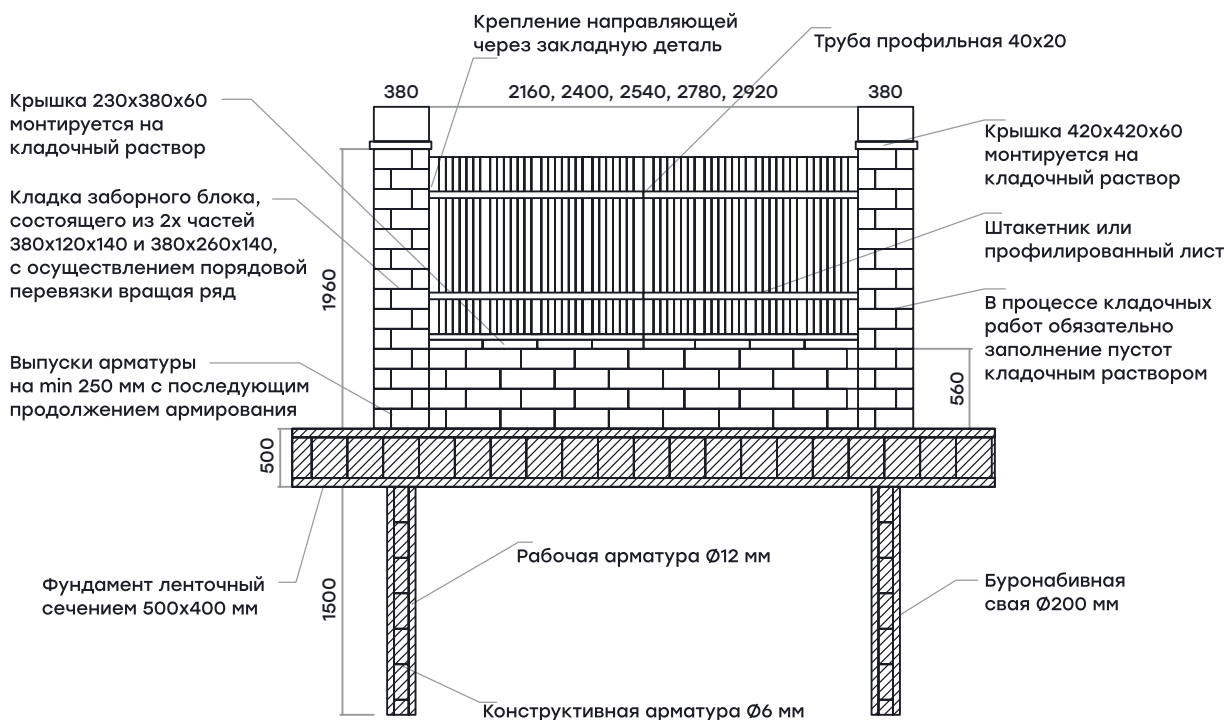 Крепление направляющей
через закладную деталь
Труба профильная 40х20
380
2160, 2400, 2540, 2780, 2920
380
Крышка 230х380х60
монтируется на
кладочный раствор
Крышка 420х420х60
монтируется на
кладочный раствор
Кладка заборного блока,
состоящего из 2х частей
380х120х140 и 380х260х140,
с осуществлением порядовой
перевязки вращая ряд
Штакетник или
профилированный лист
1960
В процессе кладочных
работ обязательно
заполнение пустот
кладочным раствором
Выпуски арматуры
на min 250 мм с последующим
продолжением армирования
560
500
Рабочая арматура Ø12 мм
Фундамент ленточный
сечением 500х400 мм
1500
Буронабивная
свая Ø200 мм
Конструктивная арматура Ø6 мм